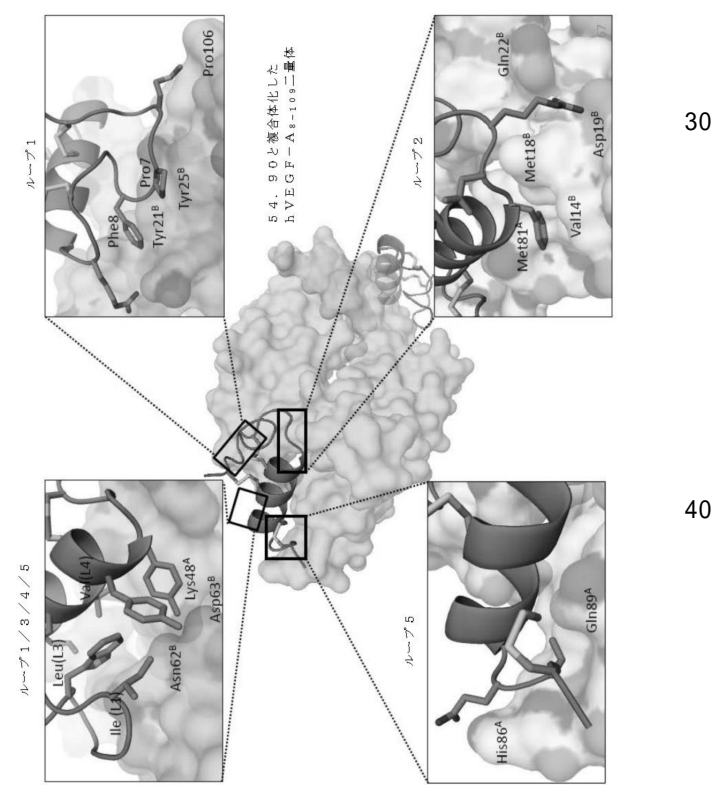 ループ1
Phe8
Pro7
Tyr21ᴮ
Tyr25ᴮ
Pro106
54.90と複合体化した
hVEGF-A₈₋₁₀₉二量体
ループ2
Gln22ᴮ
Met18ᴮ
Asp19ᴮ
Met81ᴬ
Val14ᴮ
30
ループ1/3/4/5
Leu(L3)
Val(L4)
Ile (L1)
Lys48ᴬ
Asn62ᴮ
Asp63ᴮ
ループ5
His86ᴬ
Gln89ᴬ
40